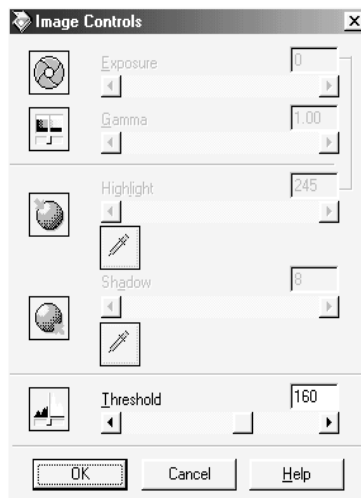 Image Controls
Exposure 0
Gamma 1.00
Highlight 245
Shadow 8
Threshold 160
OK Cancel Help